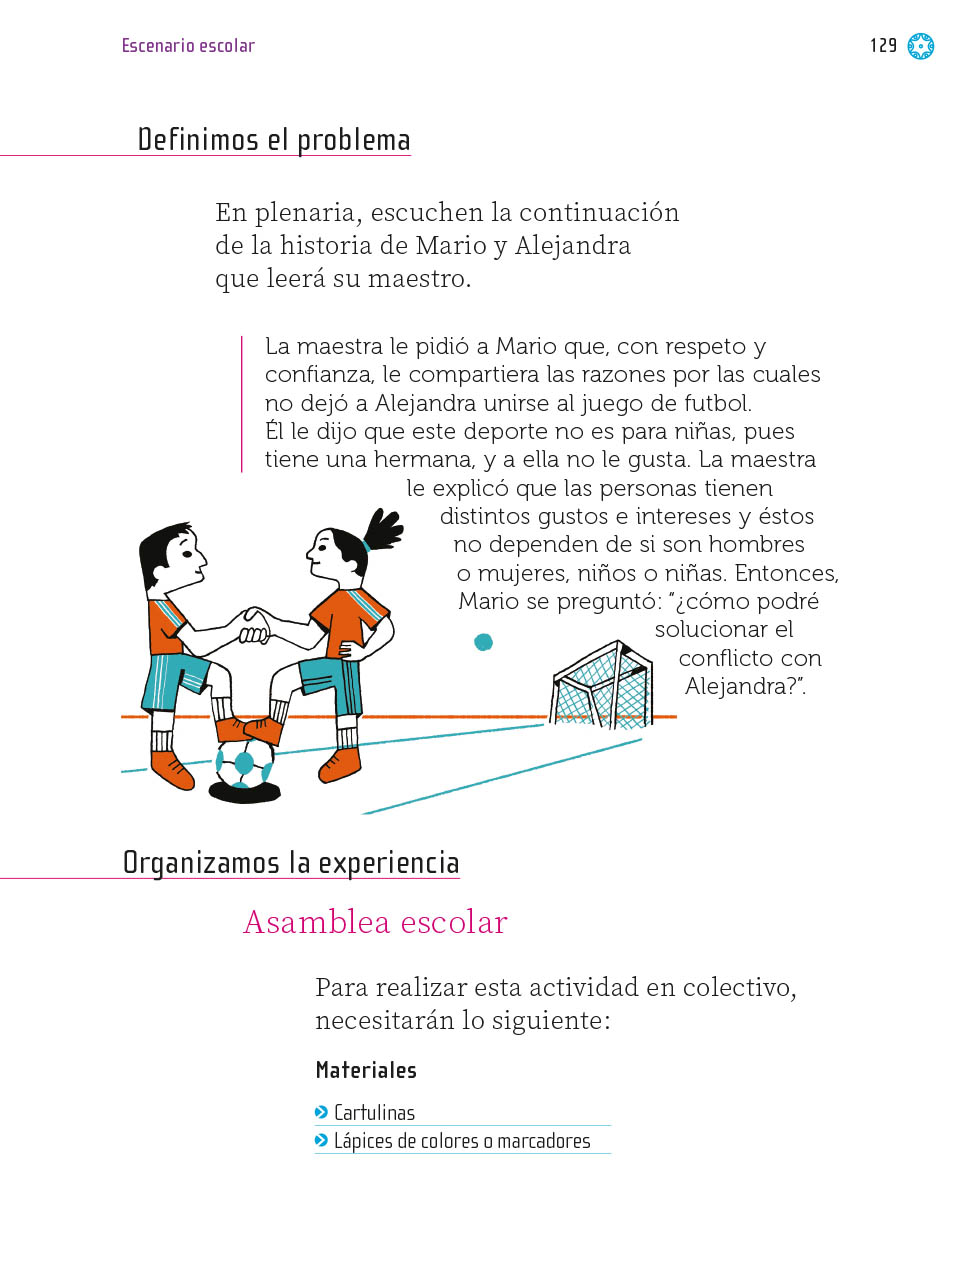 Escenario escolar
129
Definimos el problema
En plenaria, escuchen la continuación
de la historia de Mario y Alejandra
que leerá su maestro.
La maestra le pidió a Mario que, con respeto y
confianza, le compartiera las razones por las cuales
no dejó a Alejandra unirse al juego de futbol.
Él le dijo que este deporte no es para niñas, pues
tiene una hermana, y a ella no le gusta. La maestra
le explicó que las personas tienen
distintos gustos e intereses y éstos
no dependen de si son hombres
o mujeres, niños o niñas. Entonces,
Mario se preguntó: "¿cómo podré
solucionar el
conflicto con
Alejandra?".
Organizamos la experiencia
Asamblea escolar
Para realizar esta actividad en colectivo,
necesitarán lo siguiente:
Materiales
Cartulinas
Lápices de colores o marcadores